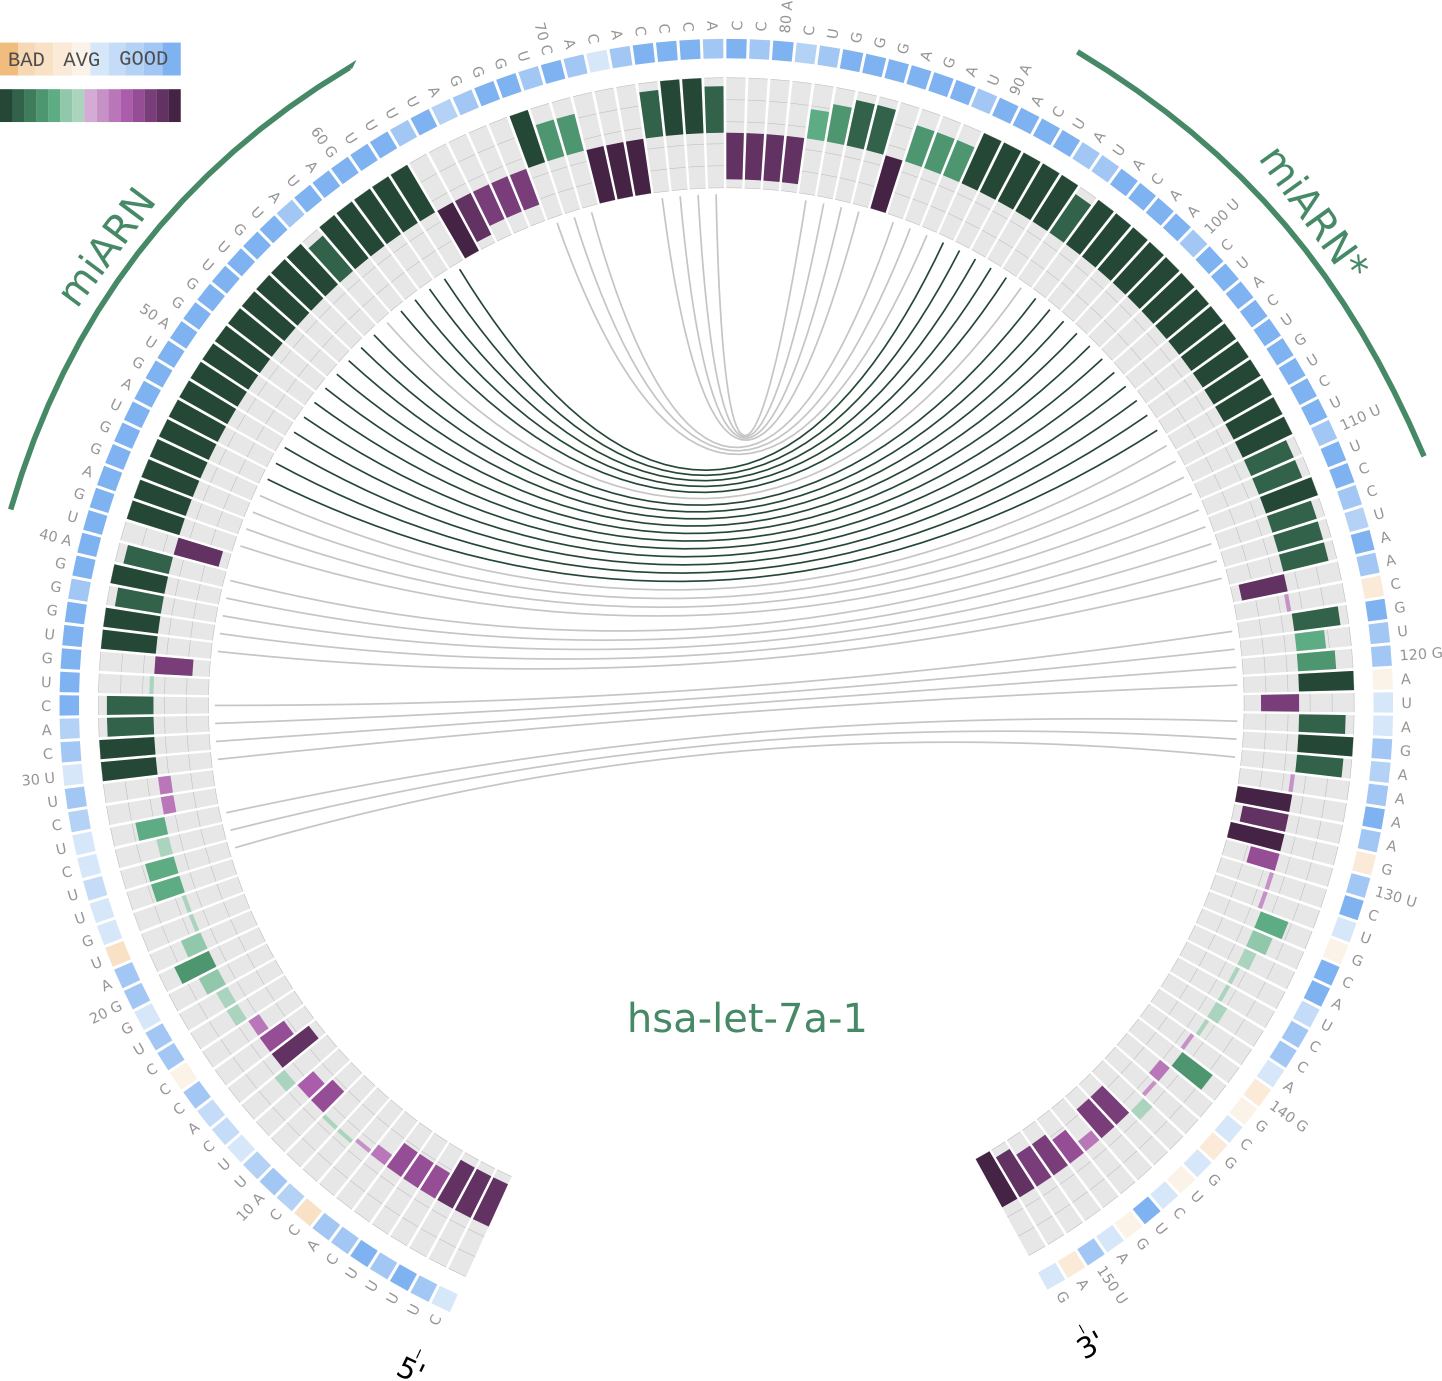 BAD AVG GOOD
miARN
miARN*
hsa-let-7a-1
5'
3'
C U U U U C A C C
10 A U U C A C C C U G
20 G A U G U U C U C U
30 U C A C U G U G G G
40 A U G A G G U A G U
50 A G G U U G U A U A
60 G U U U U A G G G U
70 C A C A C C C A C C
80 A C U G G G A G A U
90 A A C U A U A C A A
100 U C U A C U G U C U
110 U U C C U A A C G U
120 G A U A G A A A A G
130 U C U G C A U C C A
140 G G C G G U C U G A
150 U A G